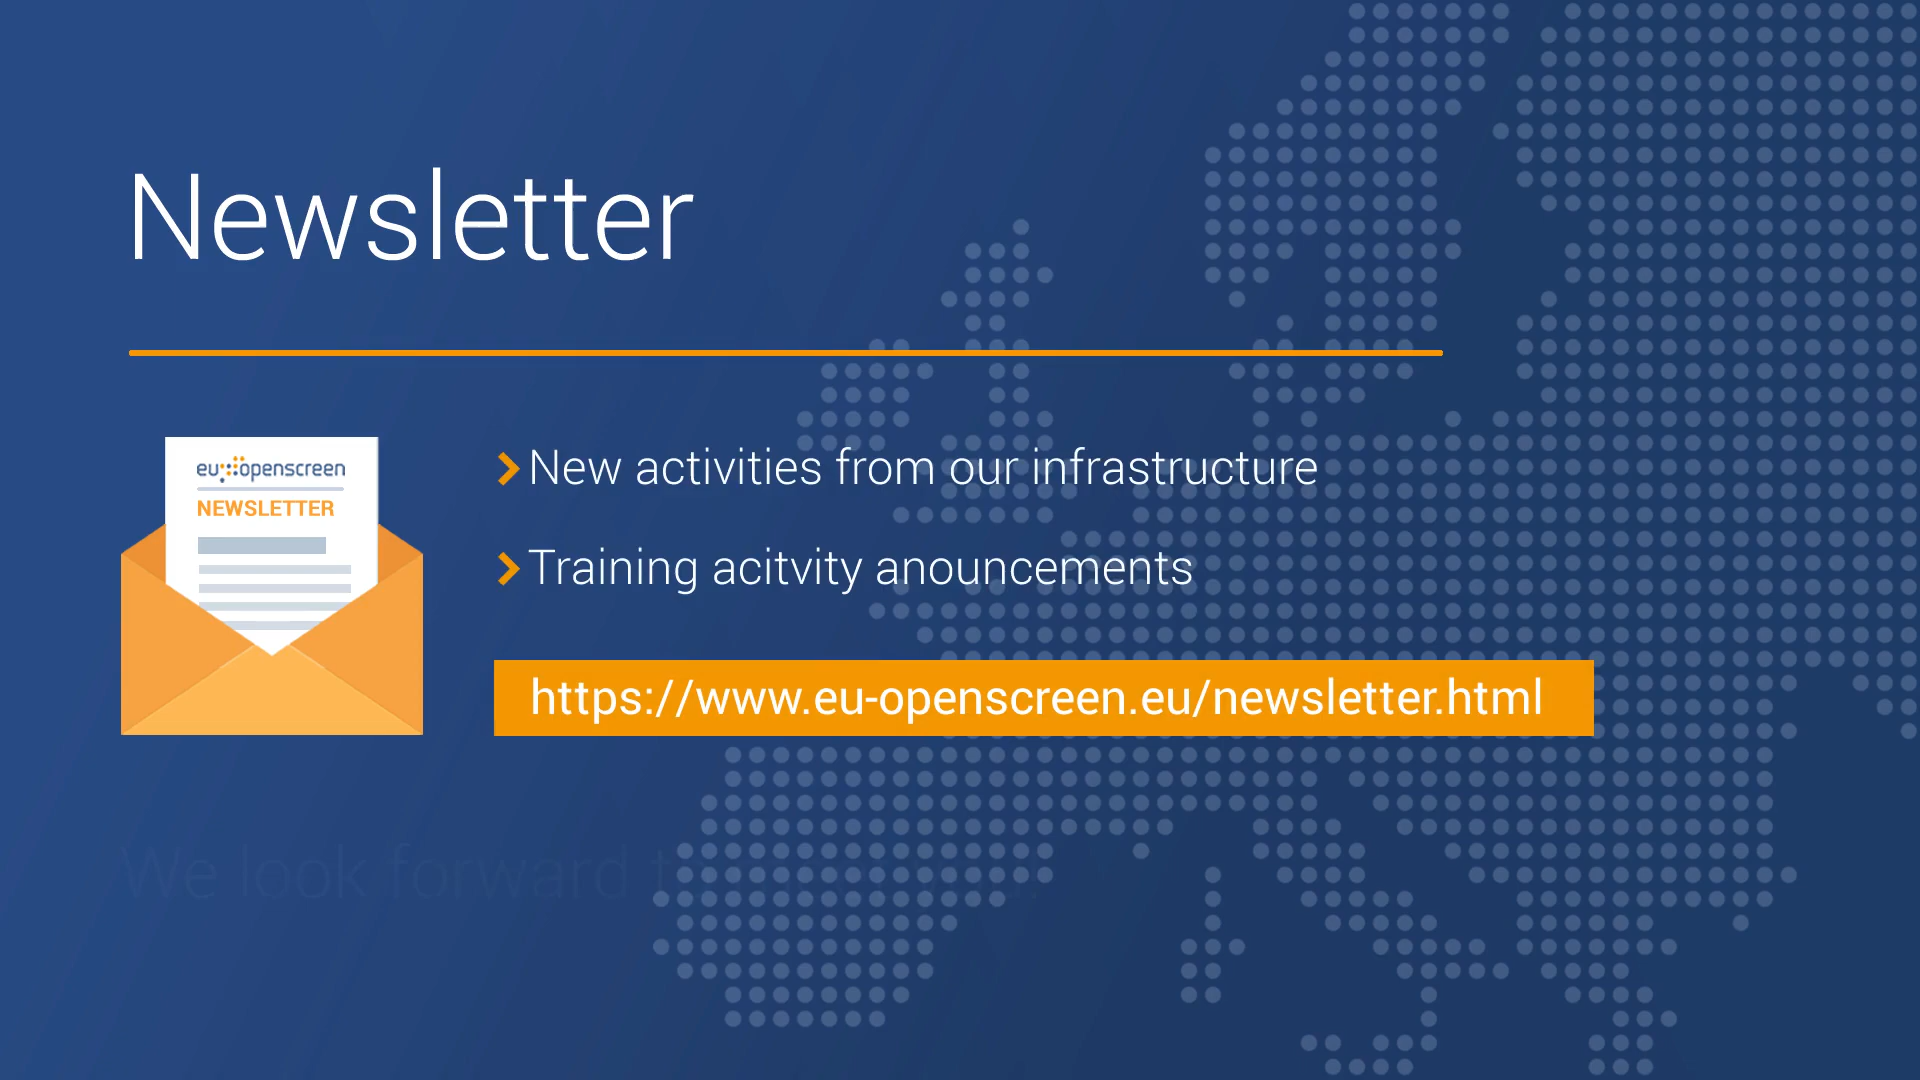 Newsletter
eu openscreen
NEWSLETTER
New activities from our infrastructure
Training acitvity anouncements
https://www.eu-openscreen.eu/newsletter.html
We look forward